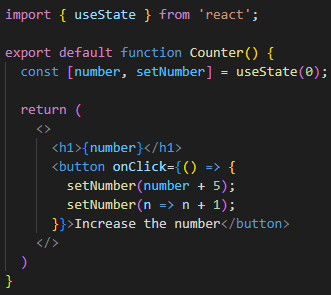 import { useState } from 'react';
export default function Counter() {
const [number, setNumber] = useState(0);
return (
<>
<h1>{number}</h1>
<button onClick={() => {
setNumber(number + 5);
setNumber(n => n + 1);
}}>Increase the number</button>
</>
)
}